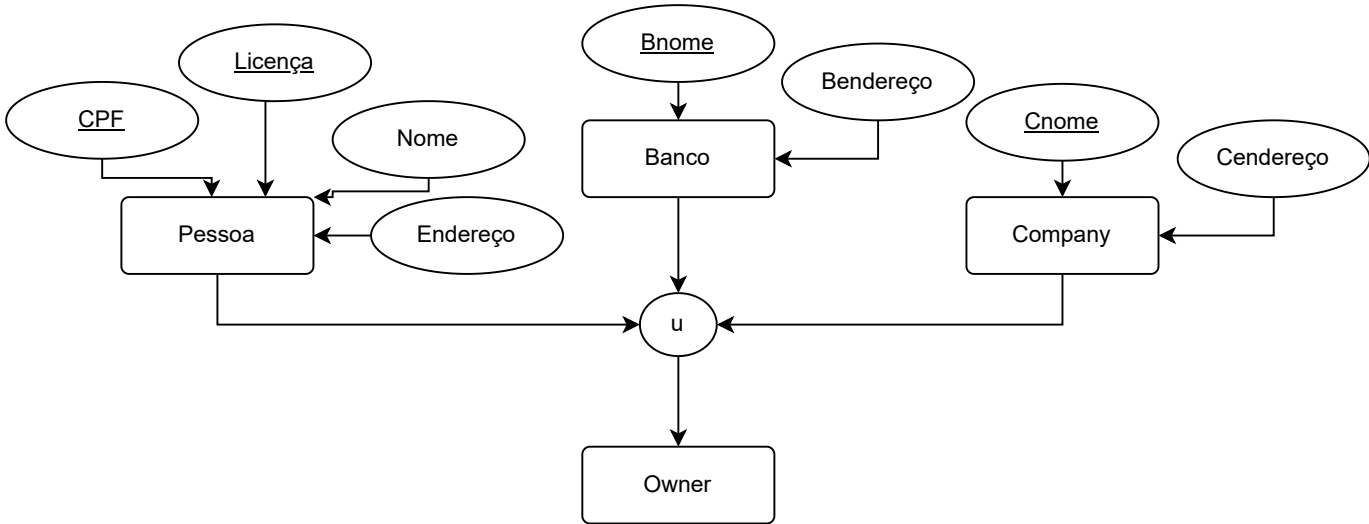 Bnome
Licença
Bendereço
CPF
Cnome
Nome
Banco
Cendereço
Pessoa
Endereço
Company
u
Owner